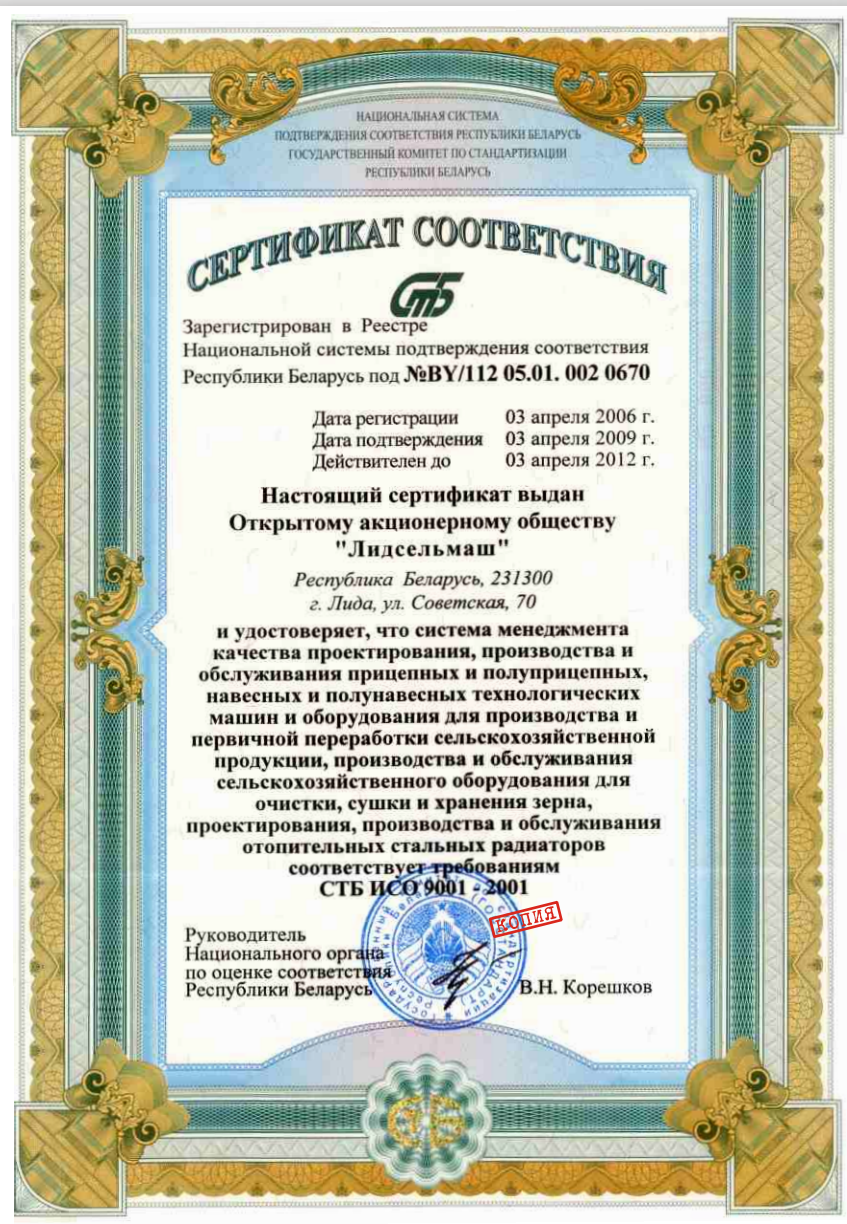 НАЦИОНАЛЬНАЯ СИСТЕМА
ПОДТВЕРЖДЕНИЯ СООТВЕТСТВИЯ РЕСПУБЛИКИ БЕЛАРУСЬ
ГОСУДАРСТВЕННЫЙ КОМИТЕТ ПО СТАНДАРТИЗАЦИИ
РЕСПУБЛИКИ БЕЛАРУСЬ
СЕРТИФИКАТ СООТВЕТСТВИЯ
СТБ
Зарегистрирован в Реестре
Национальной системы подтверждения соответствия
Республики Беларусь под №BY/112 05.01. 002 0670
Дата регистрации 03 апреля 2006 г.
Дата подтверждения 03 апреля 2009 г.
Действителен до 03 апреля 2012 г.
Настоящий сертификат выдан
Открытому акционерному обществу
"Лидсельмаш"
Республика Беларусь, 231300
г. Лида, ул. Советская, 70
и удостоверяет, что система менеджмента
качества проектирования, производства и
обслуживания прицепных и полуприцепных,
навесных и полунавесных технологических
машин и оборудования для производства и
первичной переработки сельскохозяйственной
продукции, производства и обслуживания
сельскохозяйственного оборудования для
очистки, сушки и хранения зерна,
проектирования, производства и обслуживания
отопительных стальных радиаторов
соответствует требованиям
СТБ ИСО 9001 - 2001
КОПИЯ
Руководитель
Национального органа
по оценке соответствия
Республики Беларусь
В.Н. Корешков